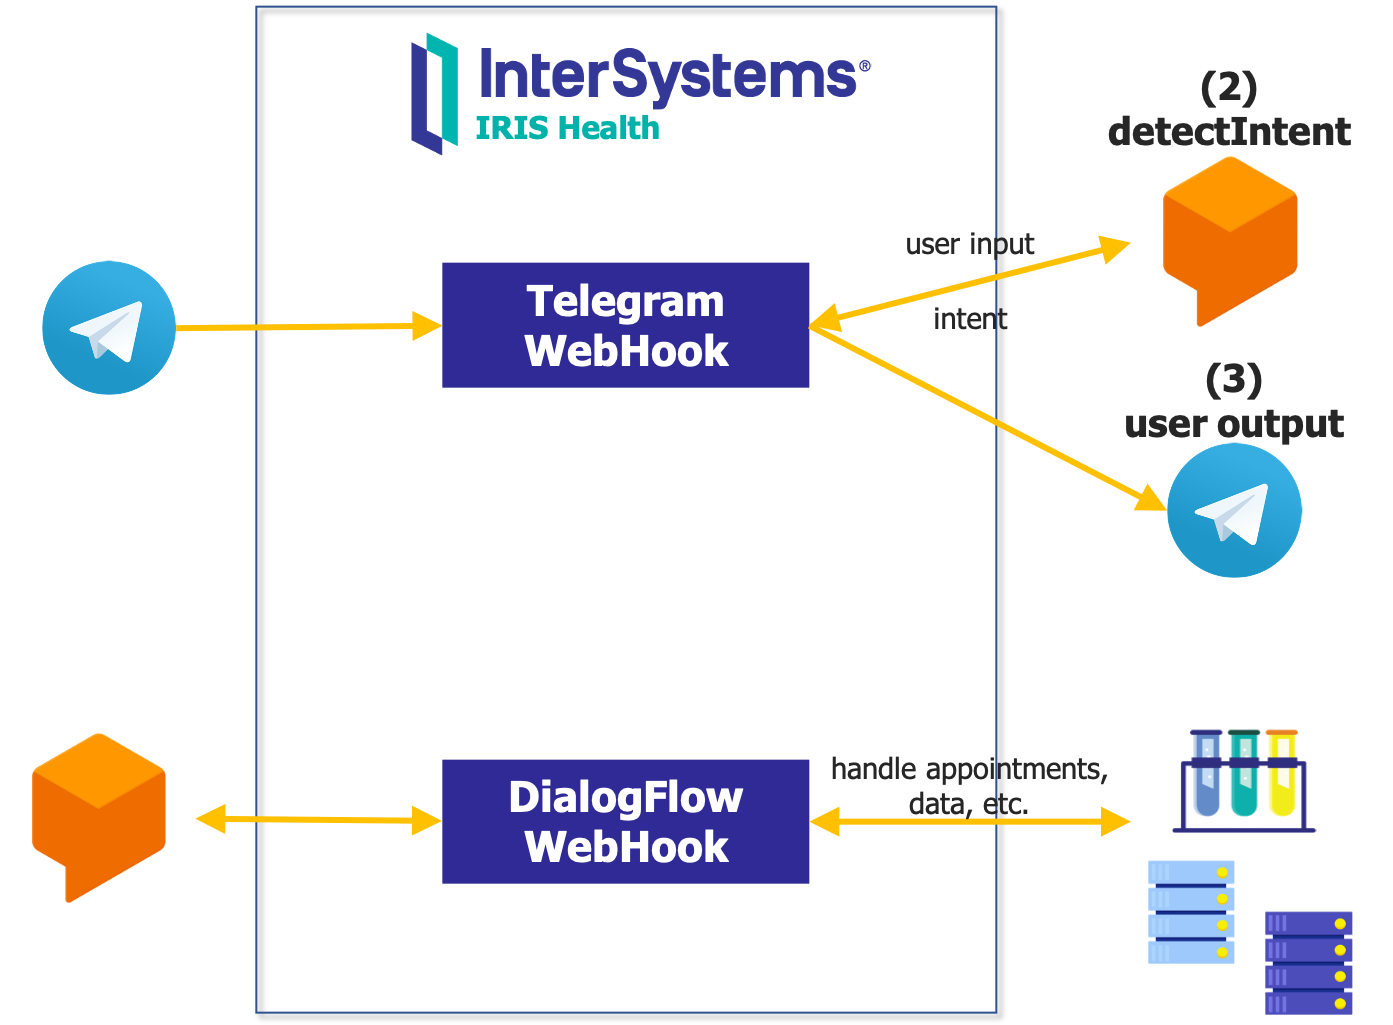 InterSystems®
IRIS Health
(2)
detectIntent
user input
Telegram
WebHook
intent
(3)
user output
DialogFlow
WebHook
handle appointments,
data, etc.